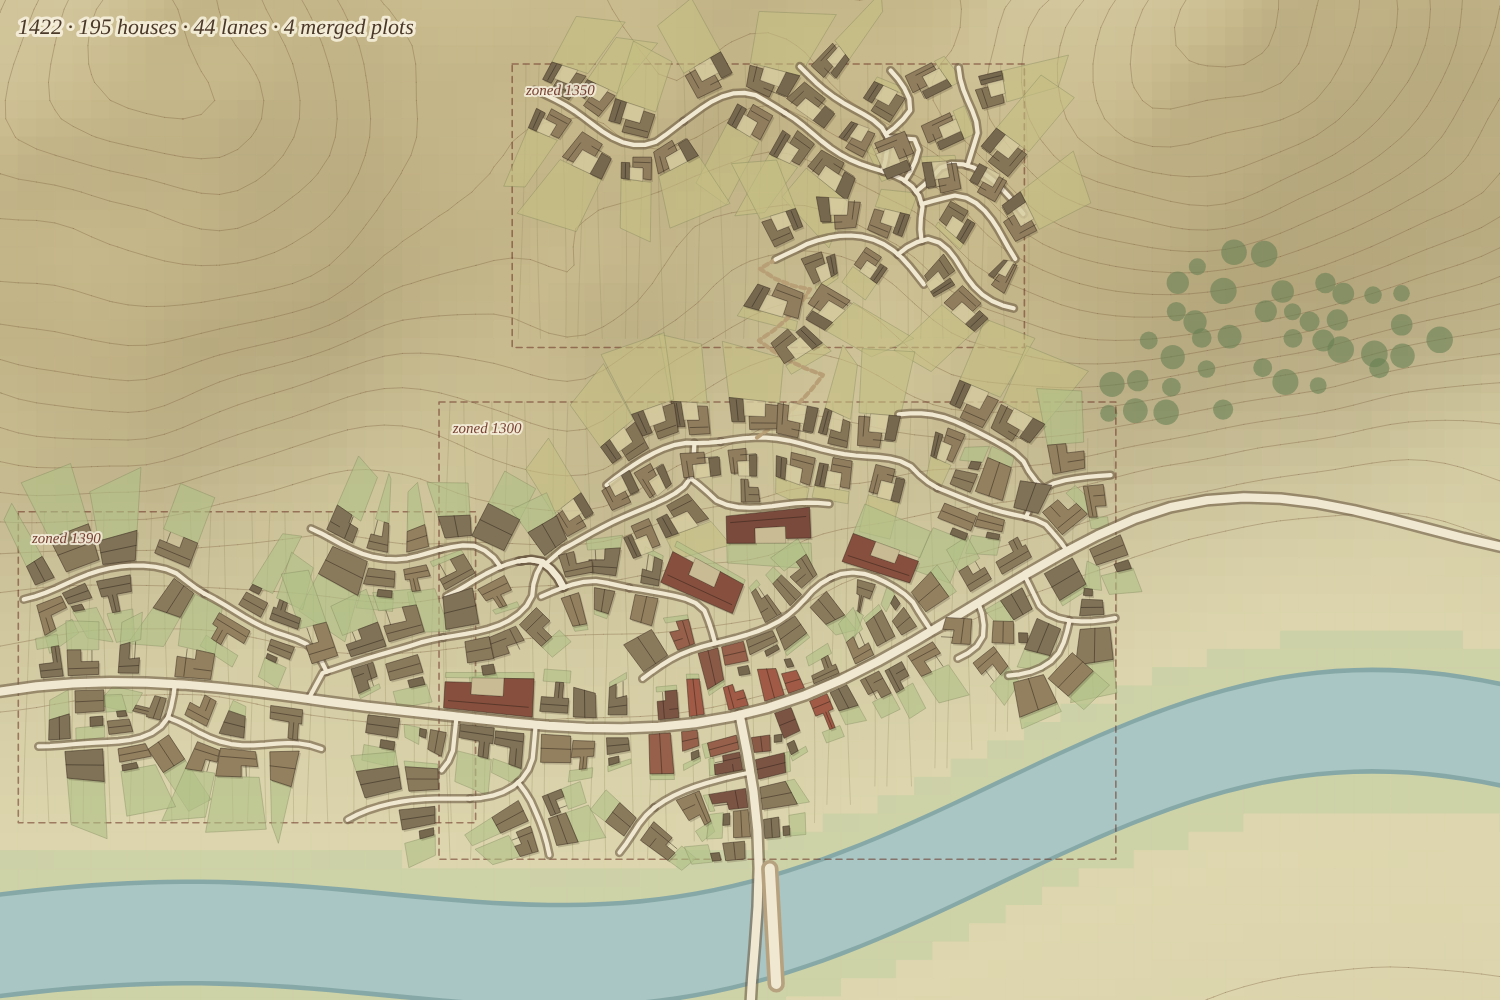 1422 · 195 houses · 44 lanes · 4 merged plots
zoned 1350
zoned 1300
zoned 1390